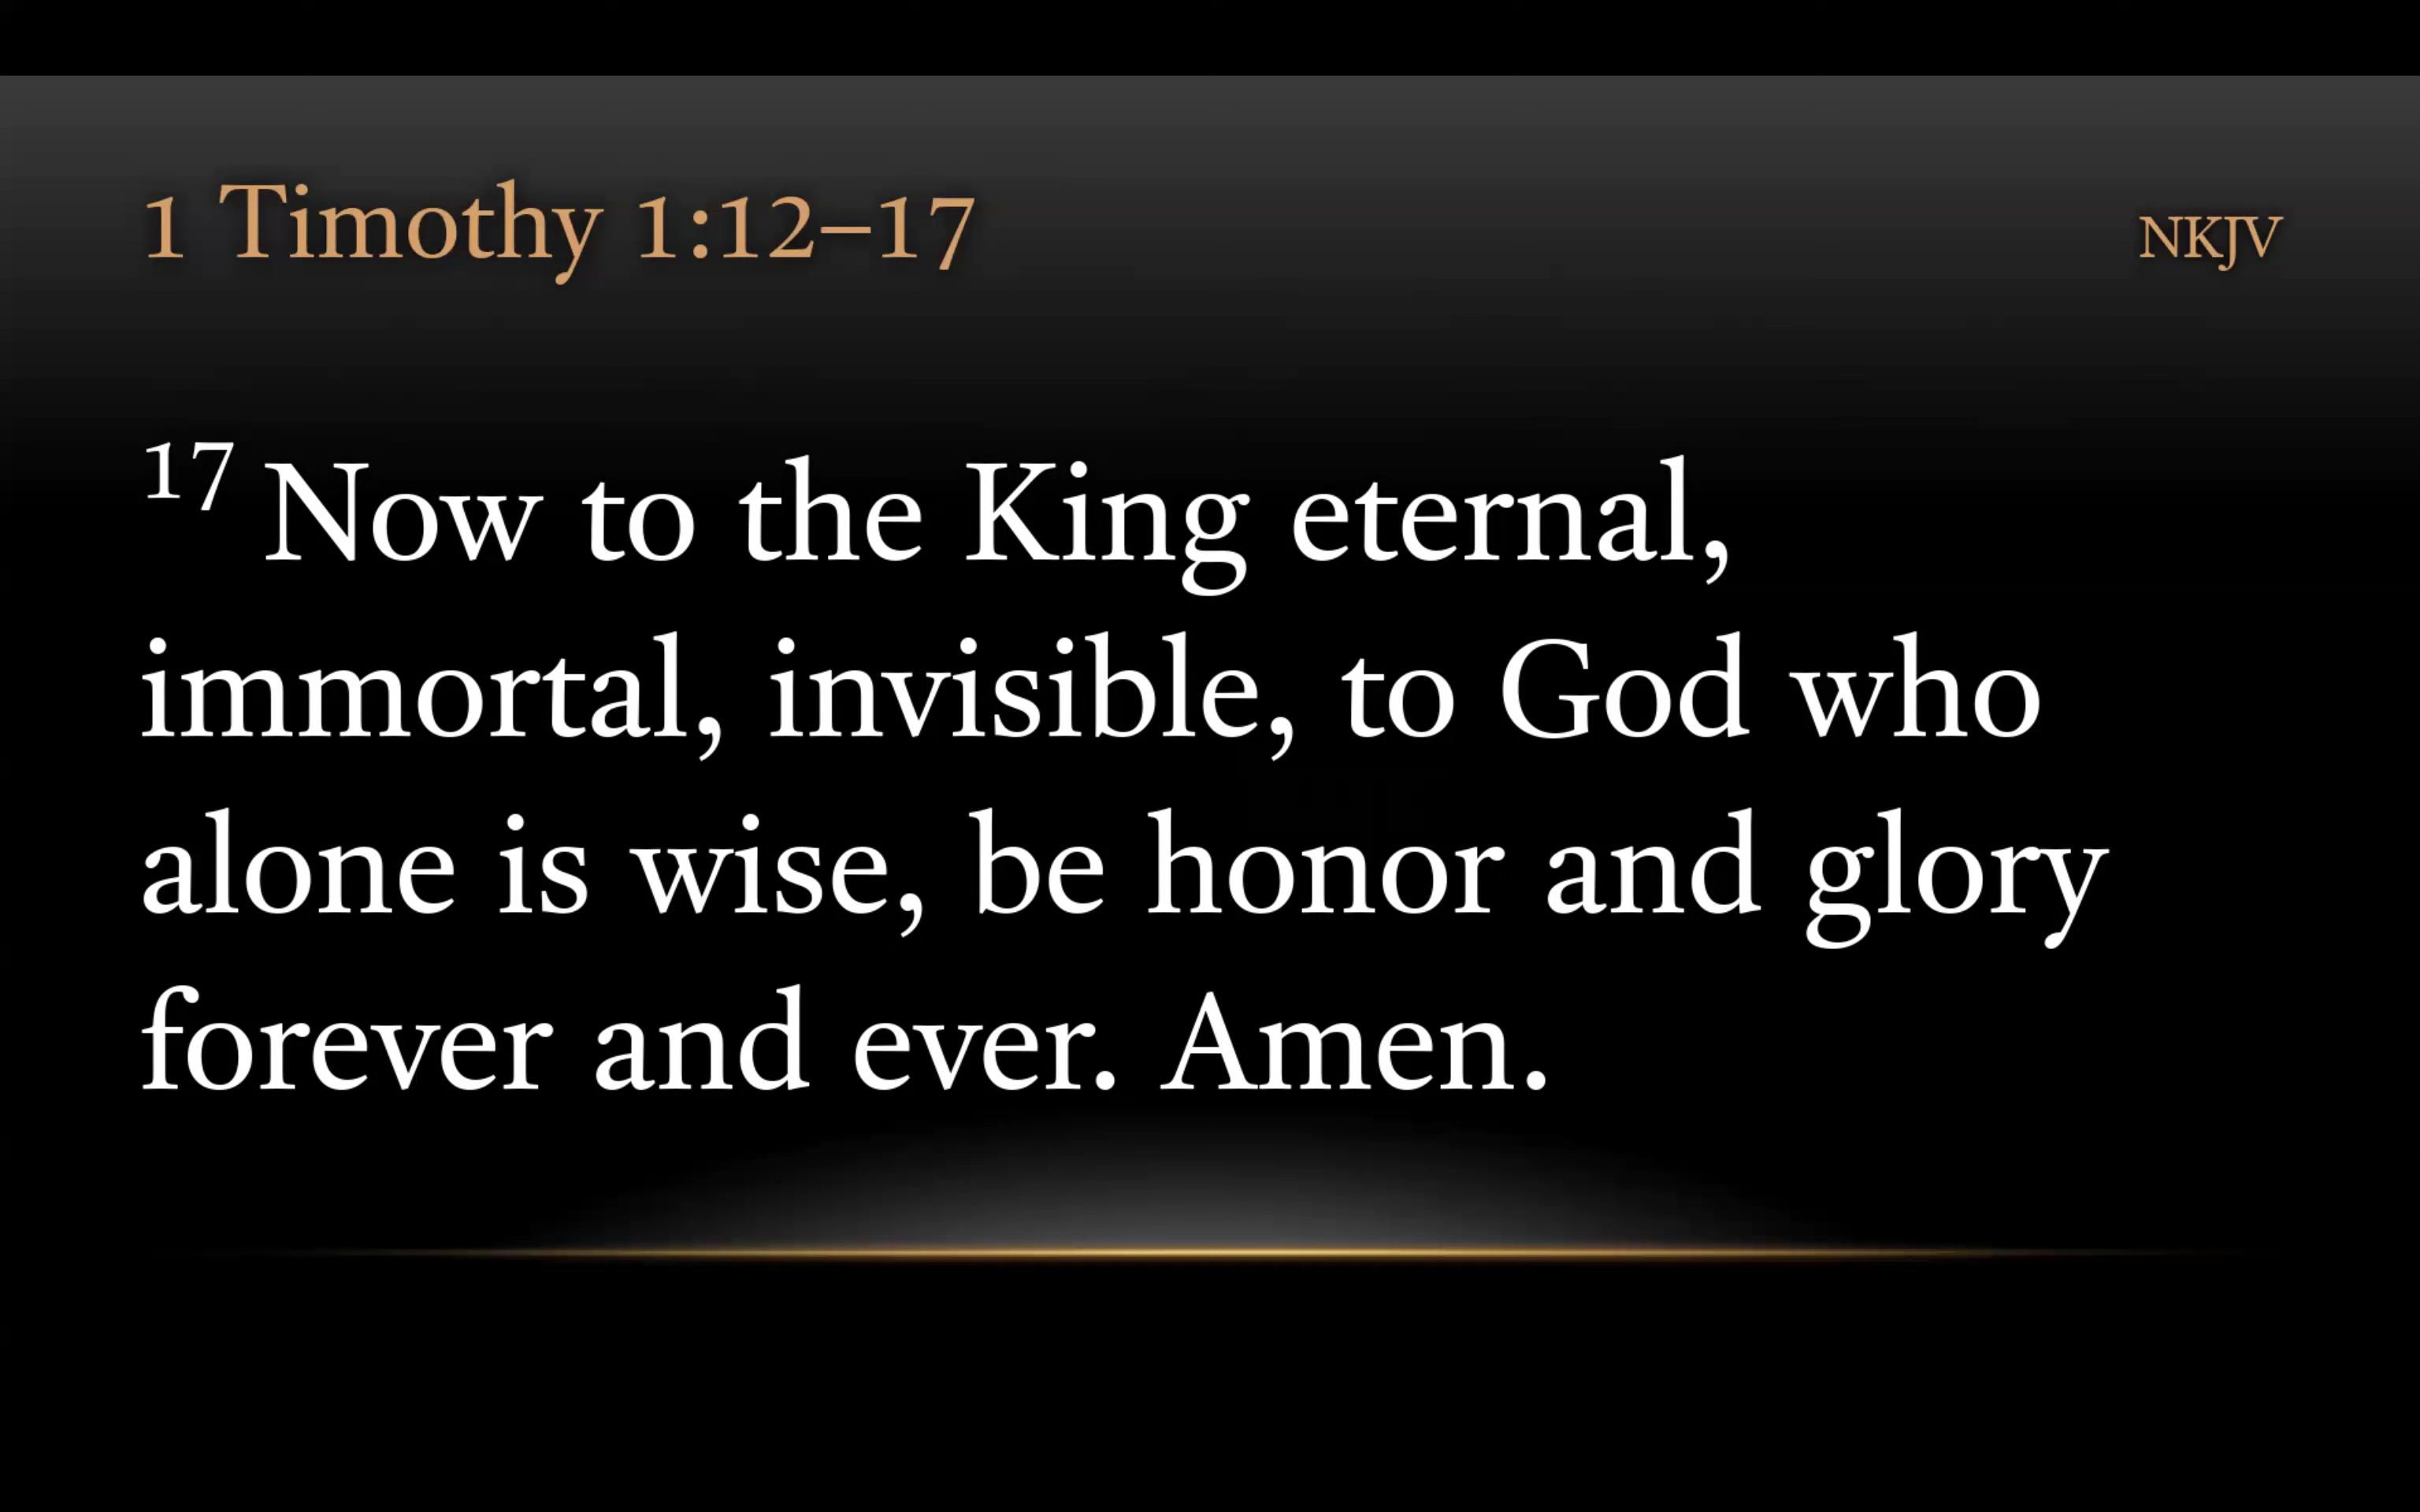 1 Timothy 1:12–17 NKJV
17 Now to the King eternal,
immortal, invisible, to God who
alone is wise, be honor and glory
forever and ever. Amen.